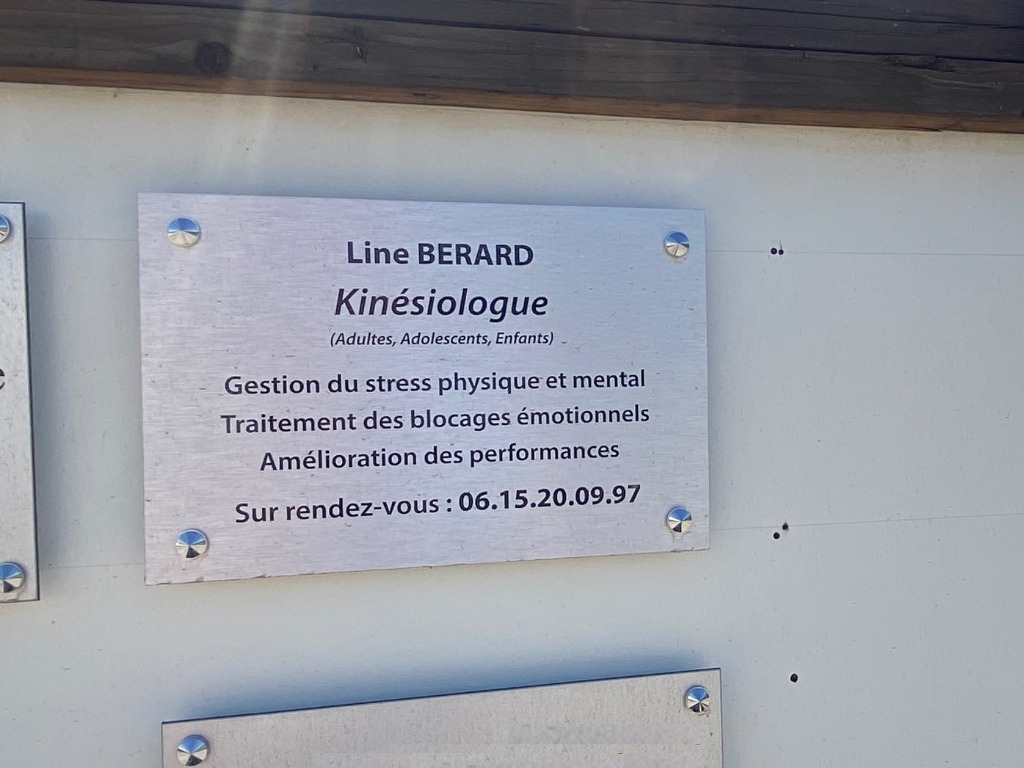 Line BERARD
Kinésiologue
(Adultes, Adolescents, Enfants)
Gestion du stress physique et mental
Traitement des blocages émotionnels
Amélioration des performances
Sur rendez-vous : 06.15.20.09.97